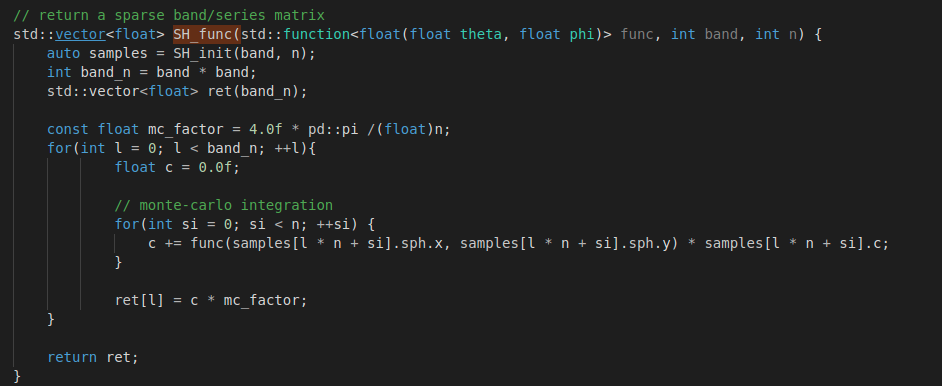 // return a sparse band/series matrix
std::vector<float> SH_func(std::function<float(float theta, float phi)> func, int band, int n) {
    auto samples = SH_init(band, n);
    int band_n = band * band;
    std::vector<float> ret(band_n);

    const float mc_factor = 4.0f * pd::pi /(float)n;
    for(int l = 0; l < band_n; ++l){
            float c = 0.0f;

            // monte-carlo integration
            for(int si = 0; si < n; ++si) {
                c += func(samples[l * n + si].sph.x, samples[l * n + si].sph.y) * samples[l * n + si].c;
            }

            ret[l] = c * mc_factor;
    }

    return ret;
}